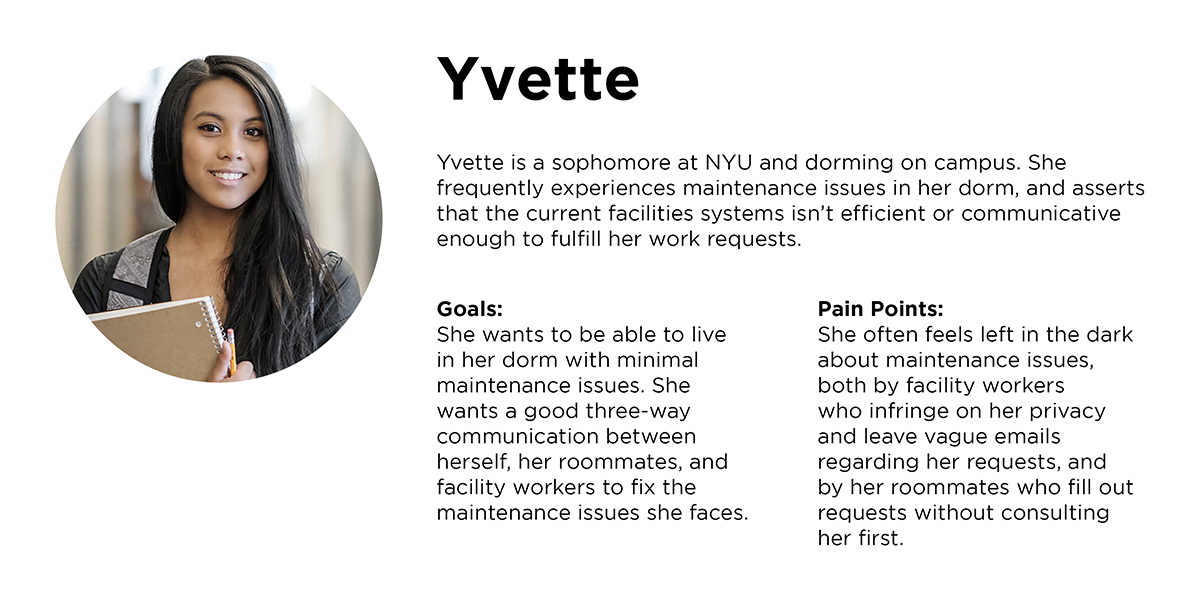 Yvette
Yvette is a sophomore at NYU and dorming on campus. She
frequently experiences maintenance issues in her dorm, and asserts
that the current facilities systems isn’t efficient or communicative
enough to fulfill her work requests.
Goals:
She wants to be able to live
in her dorm with minimal
maintenance issues. She
wants a good three-way
communication between
herself, her roommates, and
facility workers to fix the
maintenance issues she faces.
Pain Points:
She often feels left in the dark
about maintenance issues,
both by facility workers
who infringe on her privacy
and leave vague emails
regarding her requests, and
by her roommates who fill out
requests without consulting
her first.